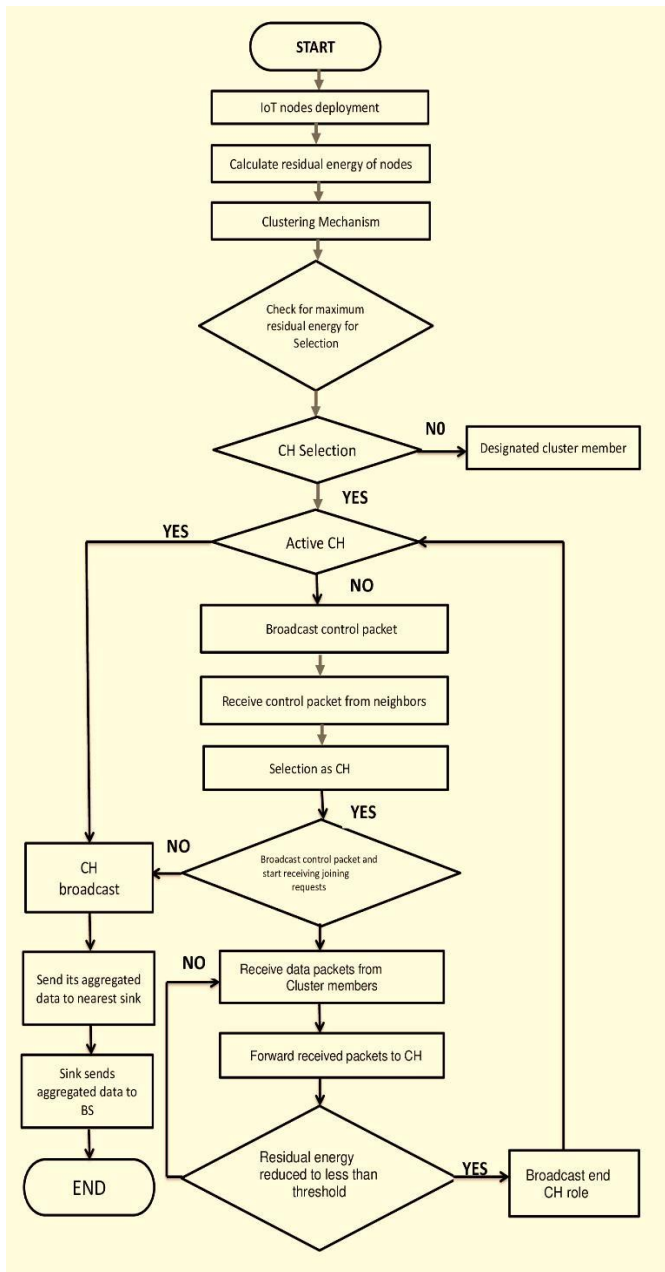 START
IoT nodes deployment
Calculate residual energy of nodes
Clustering Mechanism
Check for maximum
residual energy for
Selection
CH Selection
N0
Designated cluster member
YES
Active CH
YES
NO
Broadcast control packet
Receive control packet from neighbors
Selection as CH
YES
Broadcast control packet and
start receiving joining
requests
NO
CH
broadcast
Send its aggregated
data to nearest sink
Sink sends
aggregated data to
BS
END
NO
Receive data packets from
Cluster members
Forward received packets to CH
Residual energy
reduced to less than
threshold
YES
Broadcast end
CH role